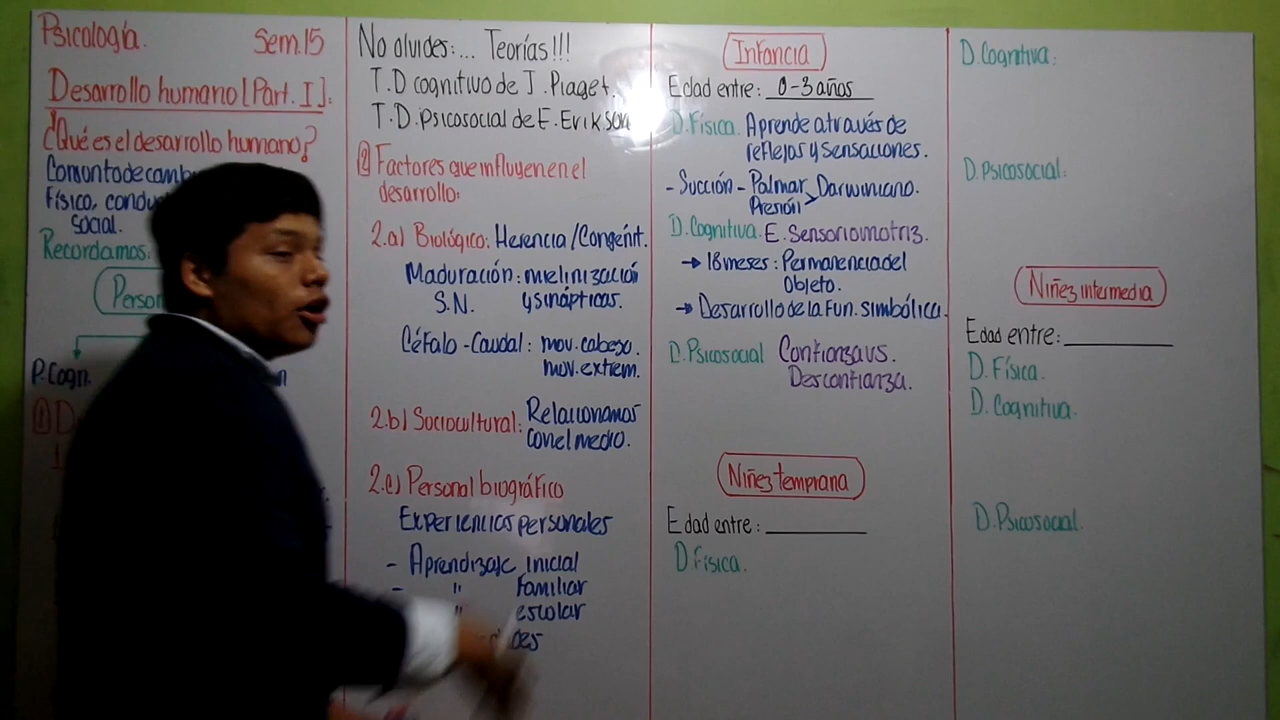 Psicología. Sem.15
Desarrollo humano [Part. I]:
¿Qué es el desarrollo humano?
Conjunto de
Físico,
social.
Recordamos:
P. Cogn.
No olvides:... Teorías!!!
T.D cognitivo de J. Piaget.
T.D. Psicosocial de E. Erikson
2 Factores que influyen en el
desarrollo:
2.a) Biológico: Herencia / Congénit.
Maduración: mielinización
S.N. y sinápticas.
Céfalo - Caudal: mov. cabeza.
mov. extrem.
2.b) Sociocultural: Relacionamos
con el medio.
2.c) Personal biográfico
Experiencias personales
- Aprendizaje inicial
- " Familiar
" escolar
Infancia
Edad entre: 0-3 años
D. Física. Aprende a través de
reflejos y sensaciones.
- Succión - Palmar > Darwiniano.
Presión
D. Cognitiva. E. Sensoriomotriz.
→ 18 meses: Permanencia del
Objeto.
→ Desarrollo de la Fun. simbólica.
D. Psicosocial Confianza vs.
Desconfianza.
Niñez temprana
Edad entre: ________
D Física.
D. Cognitiva:
D. Psicosocial:
Niñez intermedia
Edad entre: ________
D. Física.
D. Cognitiva.
D. Psicosocial.